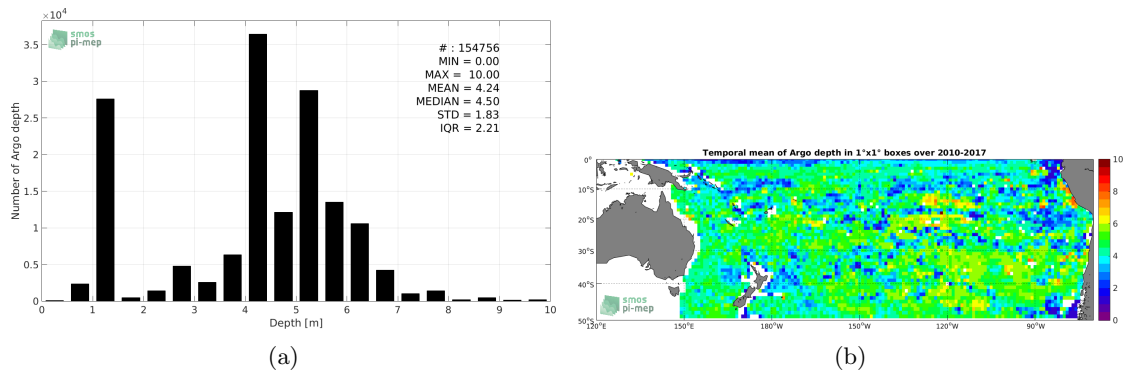 ×10⁴
smos
pi-mep
# : 154756
MIN = 0.00
MAX = 10.00
MEAN = 4.24
MEDIAN = 4.50
STD = 1.83
IQR = 2.21
Number of Argo depth
3.5
3
2.5
2
1.5
1
0.5
0
0 1 2 3 4 5 6 7 8 9 10
Depth [m]
(a)
Temporal mean of Argo depth in 1°x1° boxes over 2010-2017
0°
10°S
20°S
30°S
40°S
50°S
smos
pi-mep
120°E 150°E 180°W 150°W 120°W 90°W
10
8
6
4
2
0
(b)